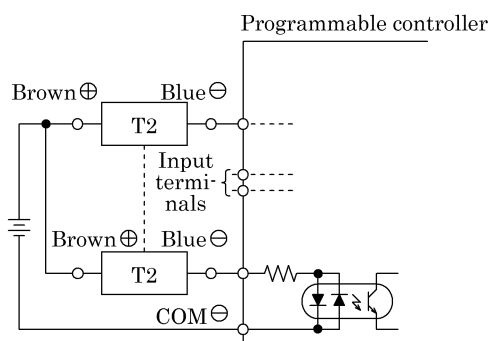 Programmable controller
Brown ⊕
Blue ⊖
T2
Input
termi-
nals
Brown ⊕
Blue ⊖
T2
COM ⊖